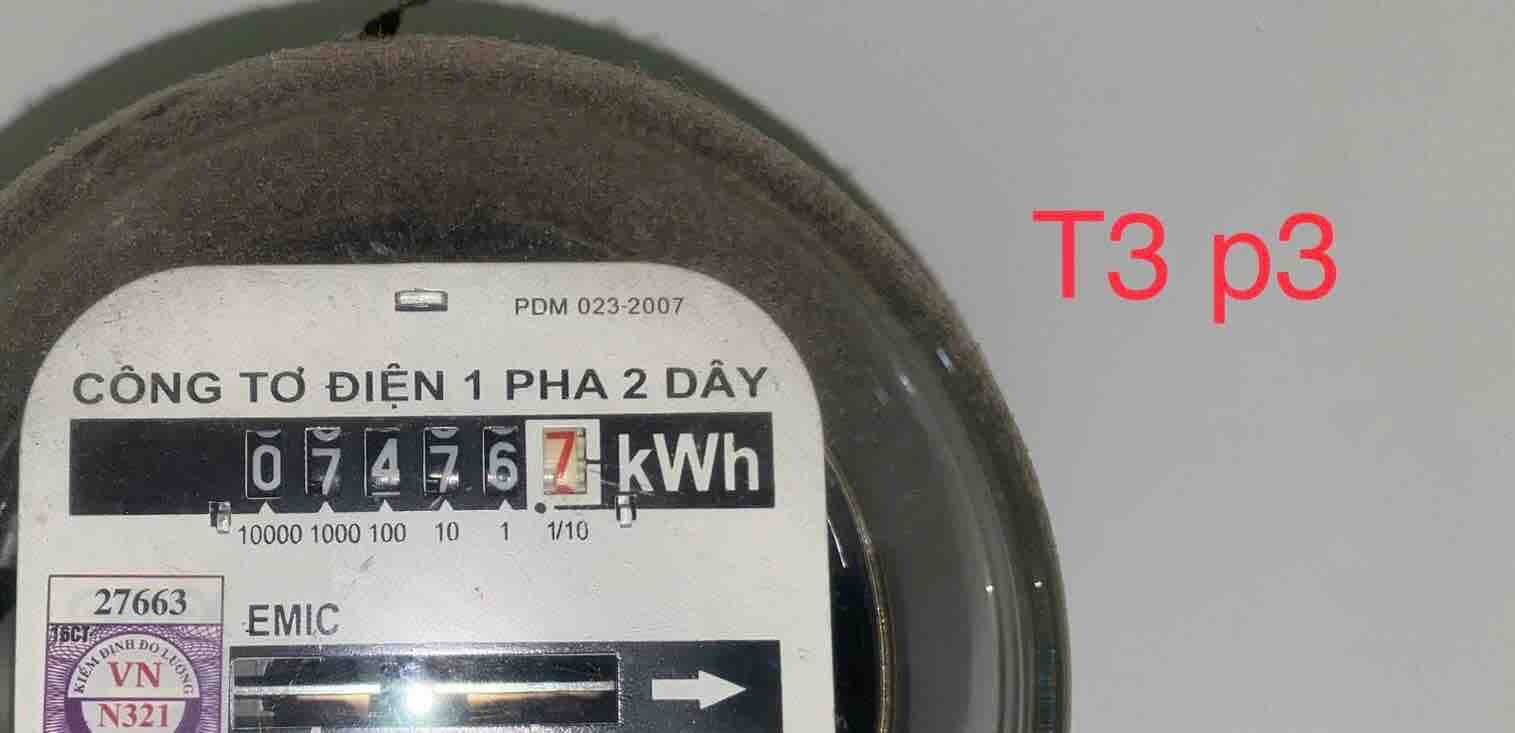 T3 p3
PDM 023-2007
CÔNG TƠ ĐIỆN 1 PHA 2 DÂY
0 7 4 7 6 7 kWh
10000 1000 100 10 1 1/10
27663
EMIC
16CT
KIỂM ĐỊNH ĐO LƯỜNG
VN
N321